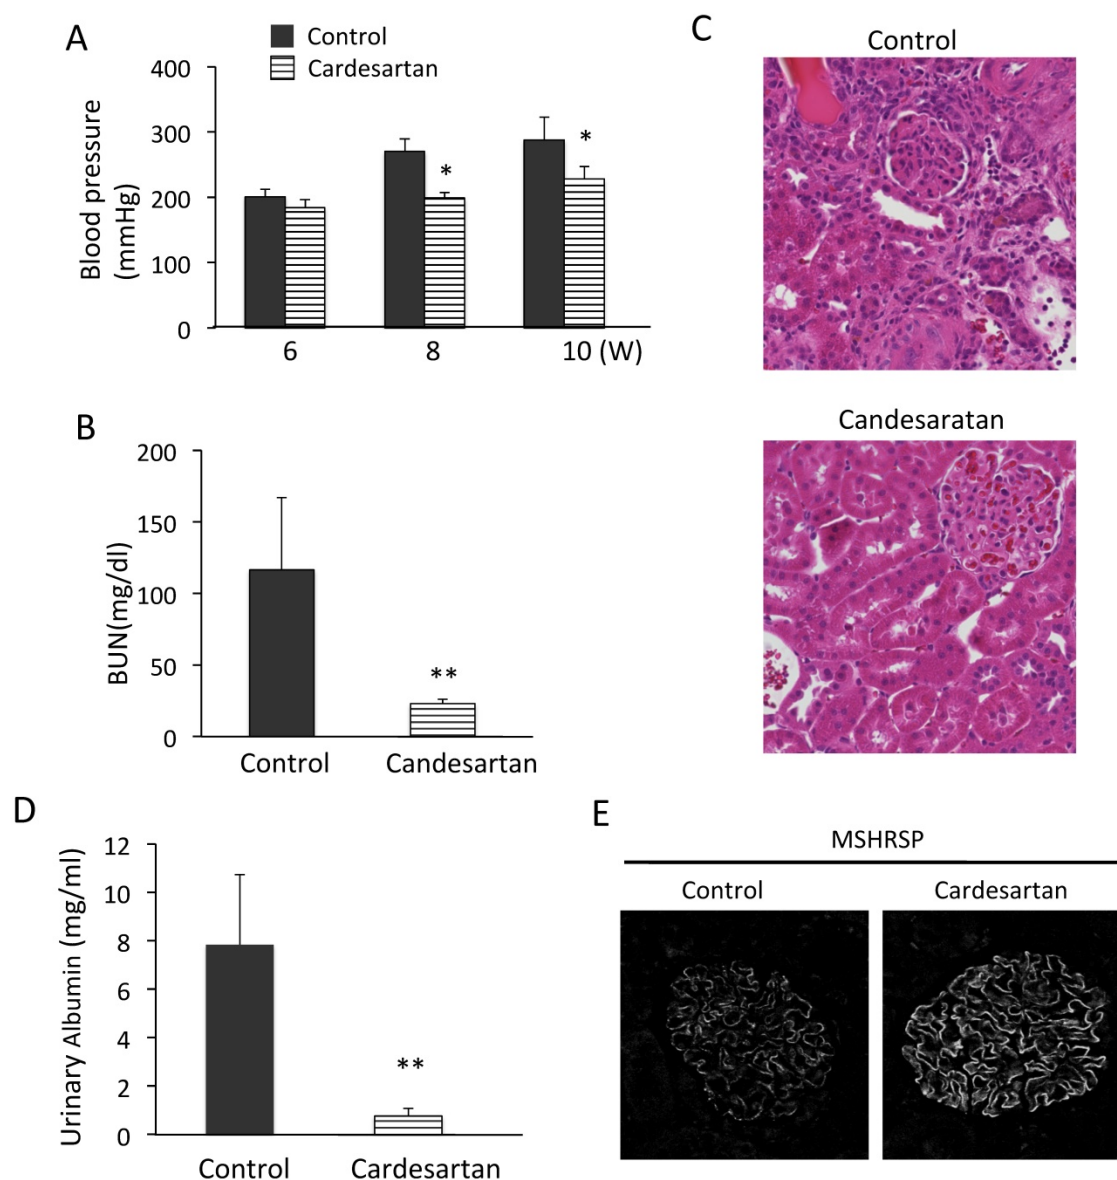 A
Control
Cardesartan
Blood pressure
(mmHg)
400
300
200
100
0
*
*
6
8
10 (W)
B
BUN(mg/dl)
200
150
100
50
0
**
Control
Candesartan
C
Control
Candesaratan
D
Urinary Albumin (mg/ml)
12
10
8
6
4
2
0
**
Control
Cardesartan
E
MSHRSP
Control
Cardesartan